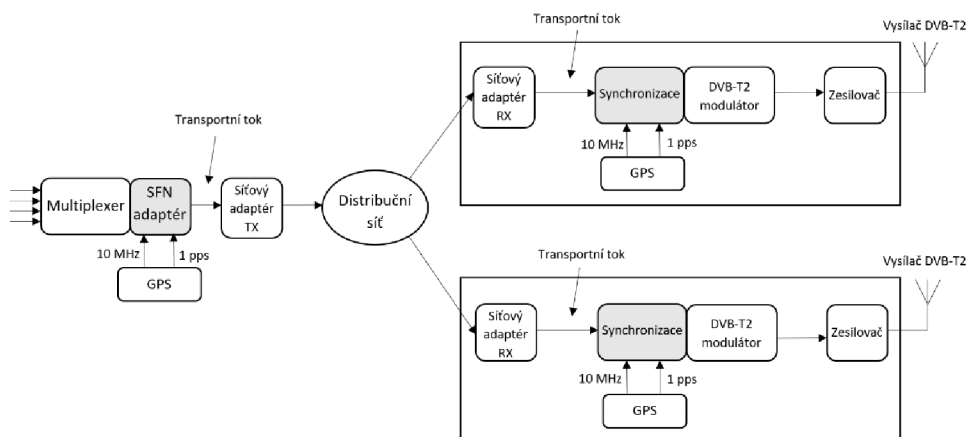 Transportní tok
Vysílač DVB-T2
Síťový
adaptér
RX
Synchronizace
DVB-T2
modulátor
Zesilovač
10 MHz
1 pps
GPS
Transportní tok
Multiplexer
SFN
adaptér
Síťový
adaptér
TX
Distribuční
síť
10 MHz
1 pps
GPS
Transportní tok
Vysílač DVB-T2
Síťový
adaptér
RX
Synchronizace
DVB-T2
modulátor
Zesilovač
10 MHz
1 pps
GPS